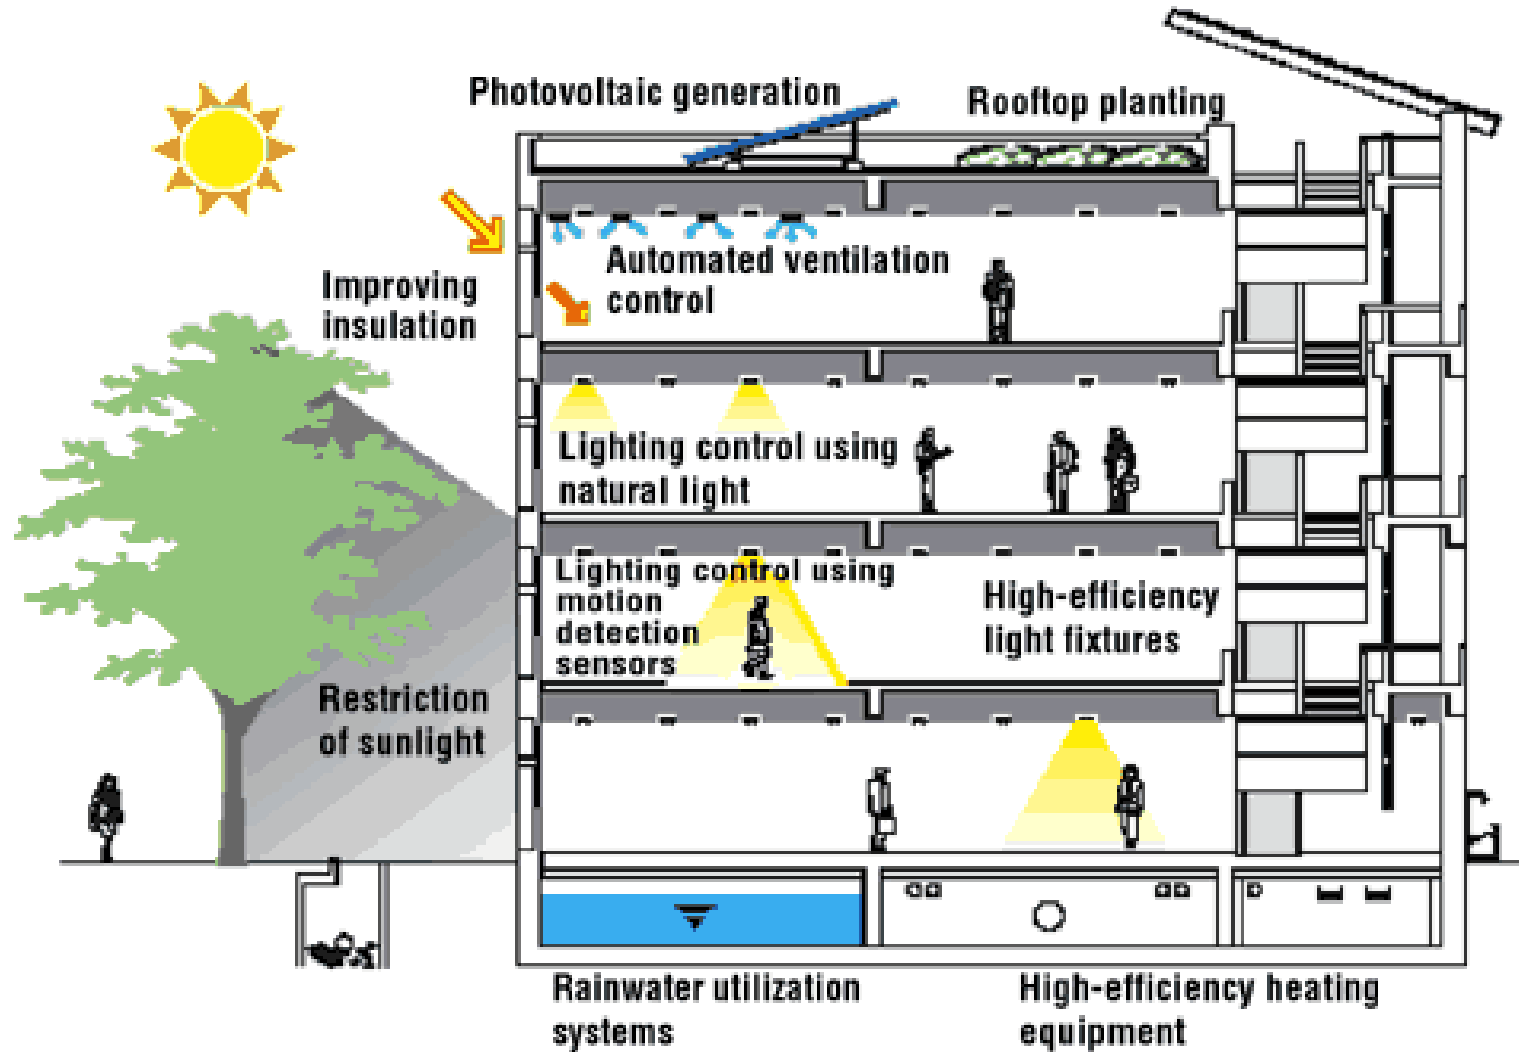 Photovoltaic generation
Rooftop planting
Automated ventilation
control
Improving
insulation
Lighting control using
natural light
Lighting control using
motion
detection
sensors
High-efficiency
light fixtures
Restriction
of sunlight
Rainwater utilization
systems
High-efficiency heating
equipment